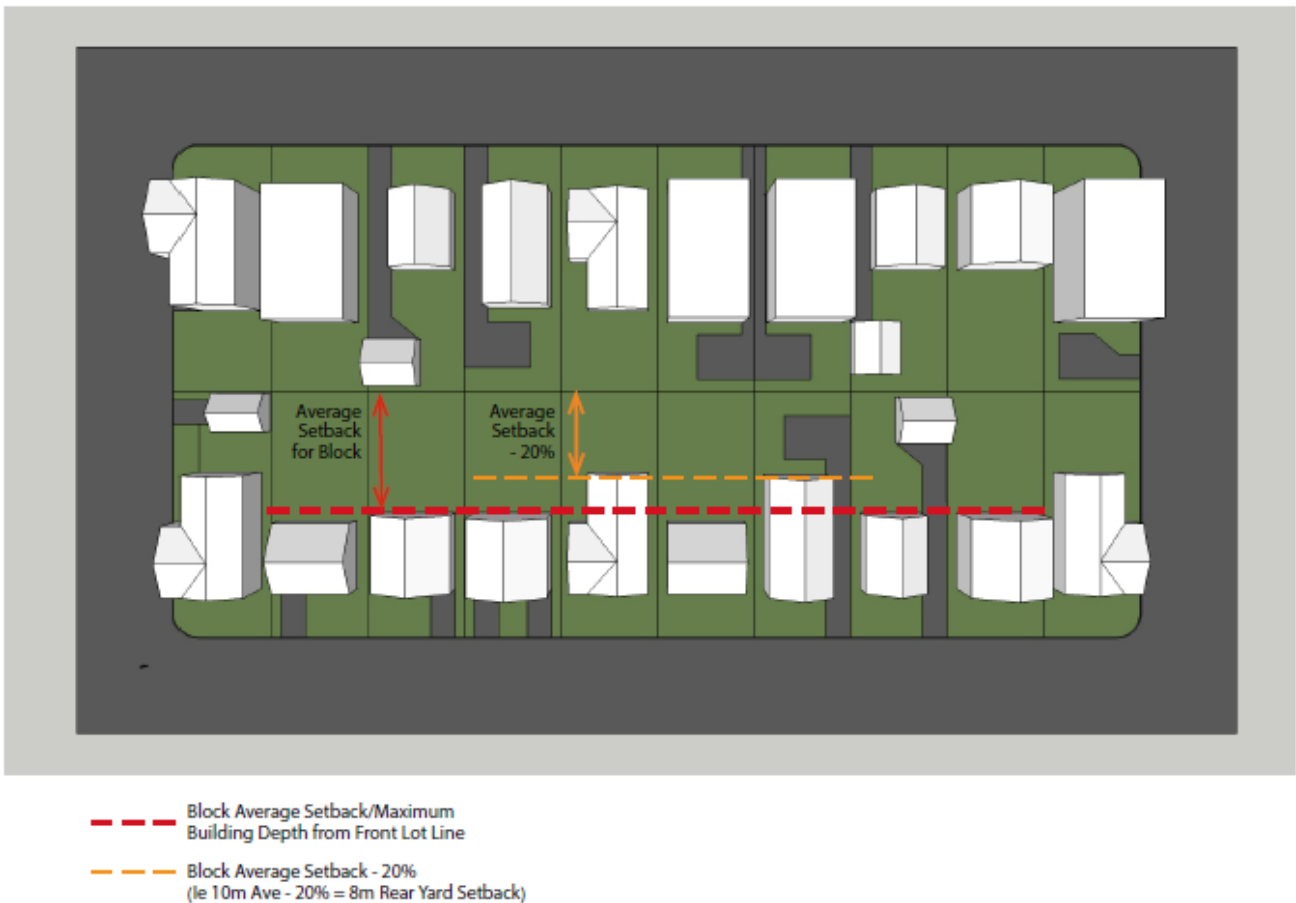 Average
Setback
for Block
Average
Setback
- 20%
Block Average Setback/Maximum
Building Depth from Front Lot Line
Block Average Setback - 20%
(Ie 10m Ave - 20% = 8m Rear Yard Setback)